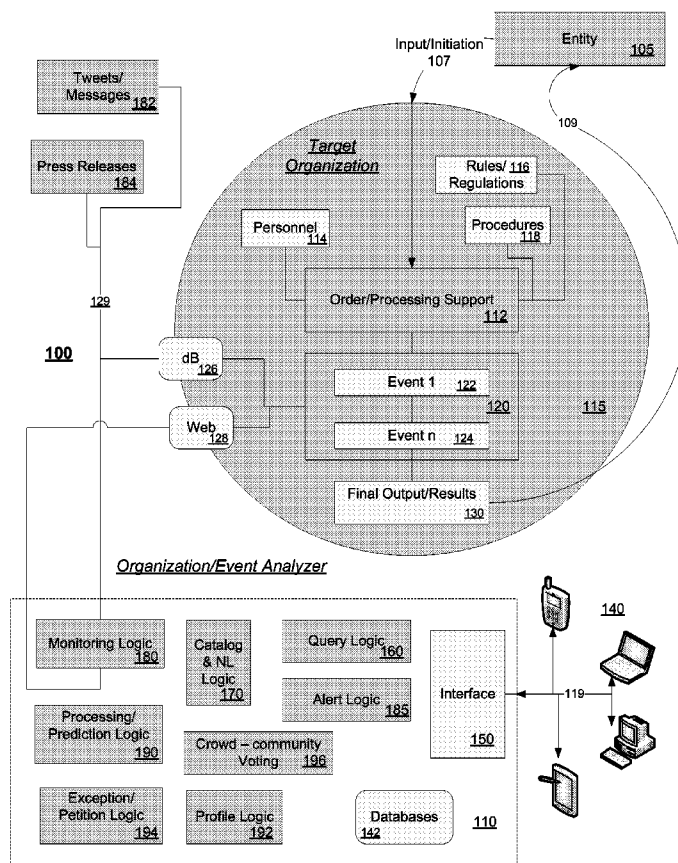 Input/Initiation
107
Entity
105
Tweets/
Messages
182
109
Target
Organization
Rules/ 116
Regulations
Press Releases
184
Personnel
114
Procedures
118
129
Order/Processing Support
112
100
dB
126
Event 1
122
120
115
Web
128
Event n
124
Final Output/Results
130
Organization/Event Analyzer
140
Monitoring Logic
180
Catalog
& NL
Logic
170
Query Logic
160
Interface
150
119
Alert Logic
185
Processing/
Prediction Logic
190
Crowd – community
Voting
196
Exception/
Petition Logic
194
Profile Logic
192
Databases
142
110